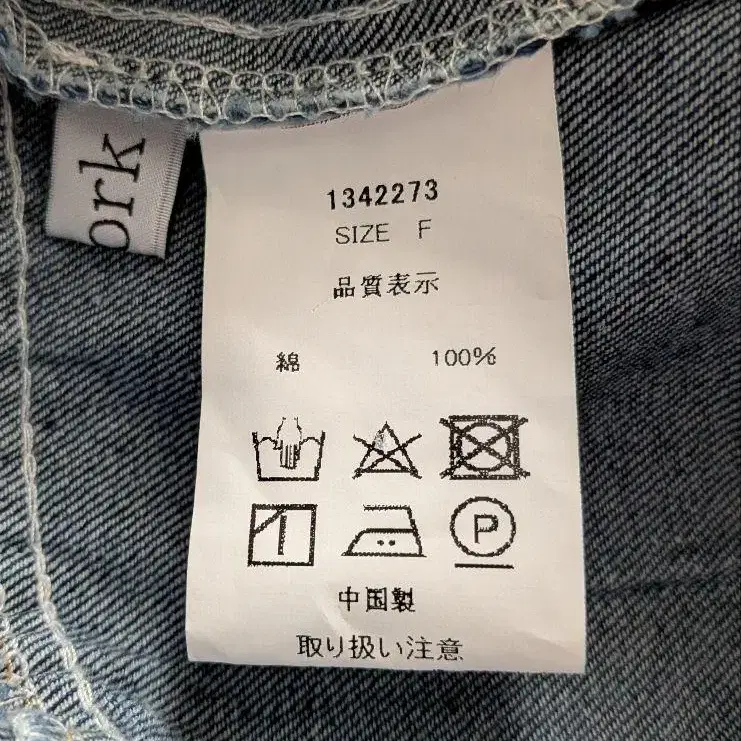 ork
1342273
SIZE F
品質表示
綿 100%
P
中国製
取り扱い注意